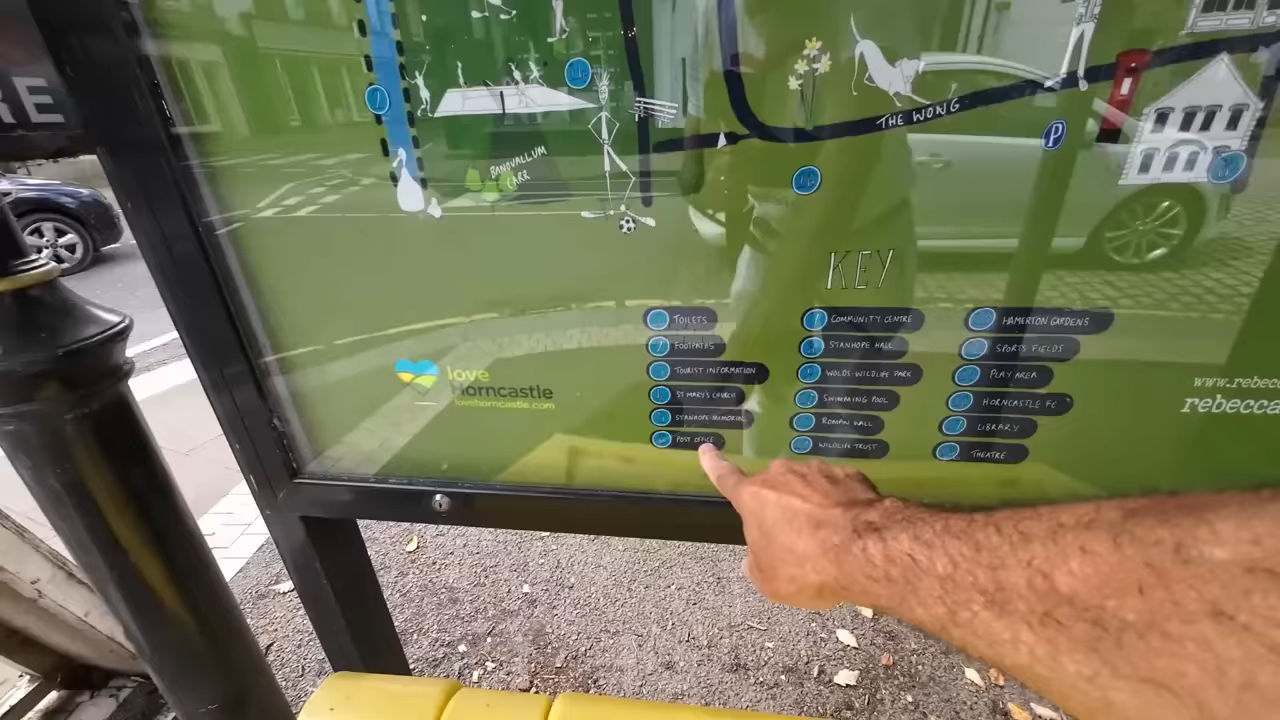 RE
BANOVALLUM
CARR
THE WONG
P
KEY
TOILETS
FOOTPATHS
TOURIST INFORMATION
ST MARY'S CHURCH
STANHOPE MEMORIAL
POST OFFICE
COMMUNITY CENTRE
STANHOPE HALL
WOLDS WILDLIFE PARK
SWIMMING POOL
ROMAN WALL
WILDLIFE TRUST
HAMERTON GARDENS
SPORTS FIELDS
PLAY AREA
HORNCASTLE FC
LIBRARY
THEATRE
love
Horncastle
lovehorncastle.com
www.rebecc
rebecca